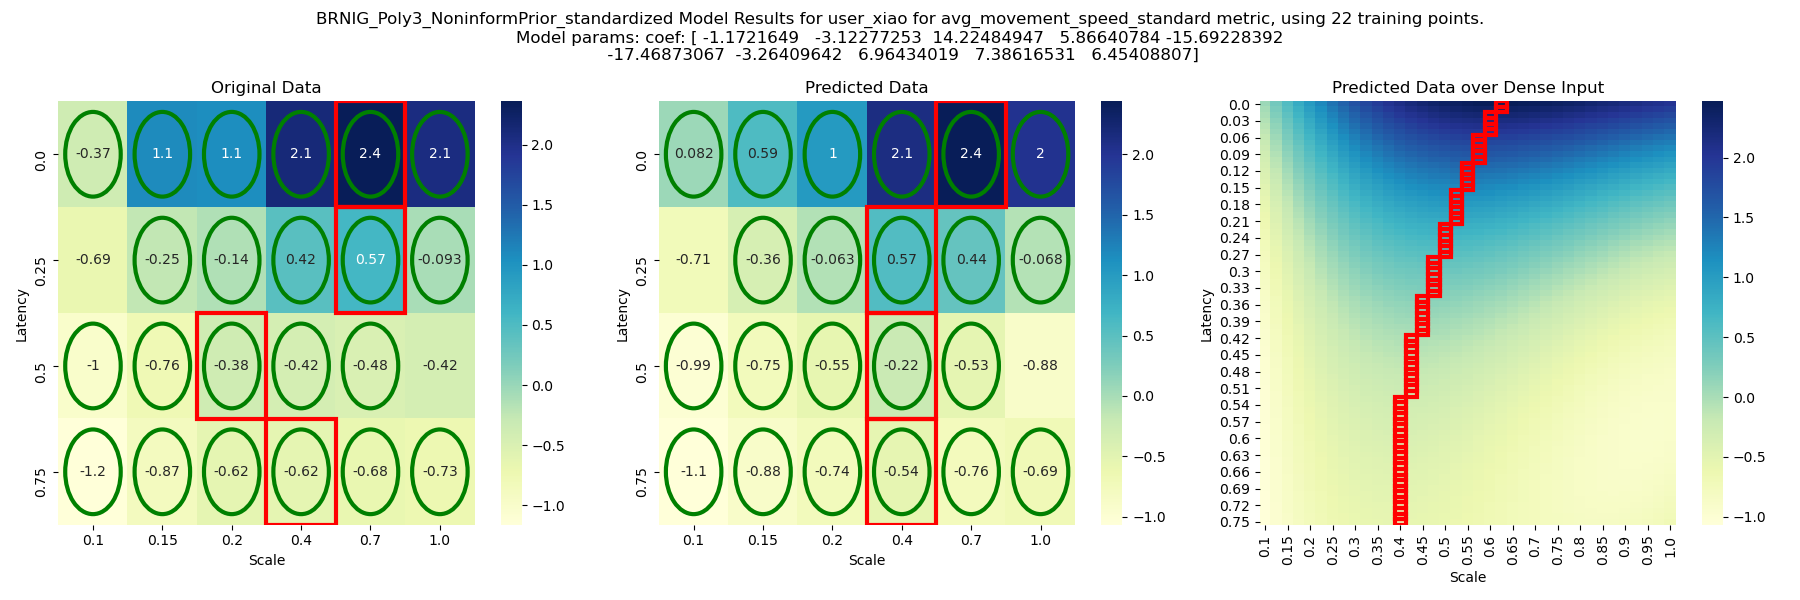 BRNIG_Poly3_NoninformPrior_standardized Model Results for user_xiao for avg_movement_speed_standard metric, using 22 training points.
Model params: coef: [ -1.1721649 -3.12277253 14.22484947 5.86640784 -15.69228392
-17.46873067 -3.26409642 6.96434019 7.38616531 6.45408807]
Original Data
Latency
0.0
0.25
0.5
0.75
-0.37 1.1 1.1 2.1 2.4 2.1
-0.69 -0.25 -0.14 0.42 0.57 -0.093
-1 -0.76 -0.38 -0.42 -0.48 -0.42
-1.2 -0.87 -0.62 -0.62 -0.68 -0.73
0.1 0.15 0.2 0.4 0.7 1.0
Scale
2.0
1.5
1.0
0.5
0.0
−0.5
−1.0
Predicted Data
Latency
0.0
0.25
0.5
0.75
0.082 0.59 1 2.1 2.4 2
-0.71 -0.36 -0.063 0.57 0.44 -0.068
-0.99 -0.75 -0.55 -0.22 -0.53 -0.88
-1.1 -0.88 -0.74 -0.54 -0.76 -0.69
0.1 0.15 0.2 0.4 0.7 1.0
Scale
2.0
1.5
1.0
0.5
0.0
−0.5
−1.0
Predicted Data over Dense Input
Latency
0.0
0.03
0.06
0.09
0.12
0.15
0.18
0.21
0.24
0.27
0.3
0.33
0.36
0.39
0.42
0.45
0.48
0.51
0.54
0.57
0.6
0.63
0.66
0.69
0.72
0.75
0.1 0.15 0.2 0.25 0.3 0.35 0.4 0.45 0.5 0.55 0.6 0.65 0.7 0.75 0.8 0.85 0.9 0.95 1.0
Scale
2.0
1.5
1.0
0.5
0.0
−0.5
−1.0